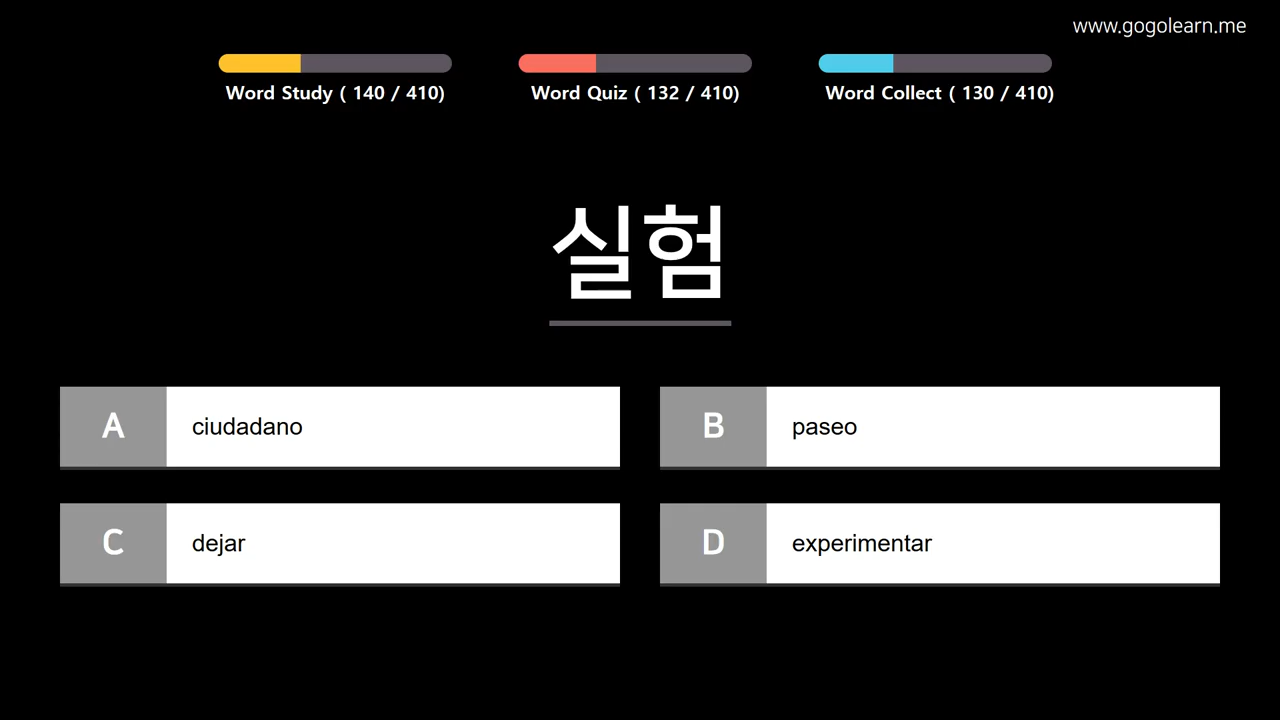 www.gogolearn.me
Word Study ( 140 / 410)
Word Quiz ( 132 / 410)
Word Collect ( 130 / 410)
실험
A ciudadano
B paseo
C dejar
D experimentar